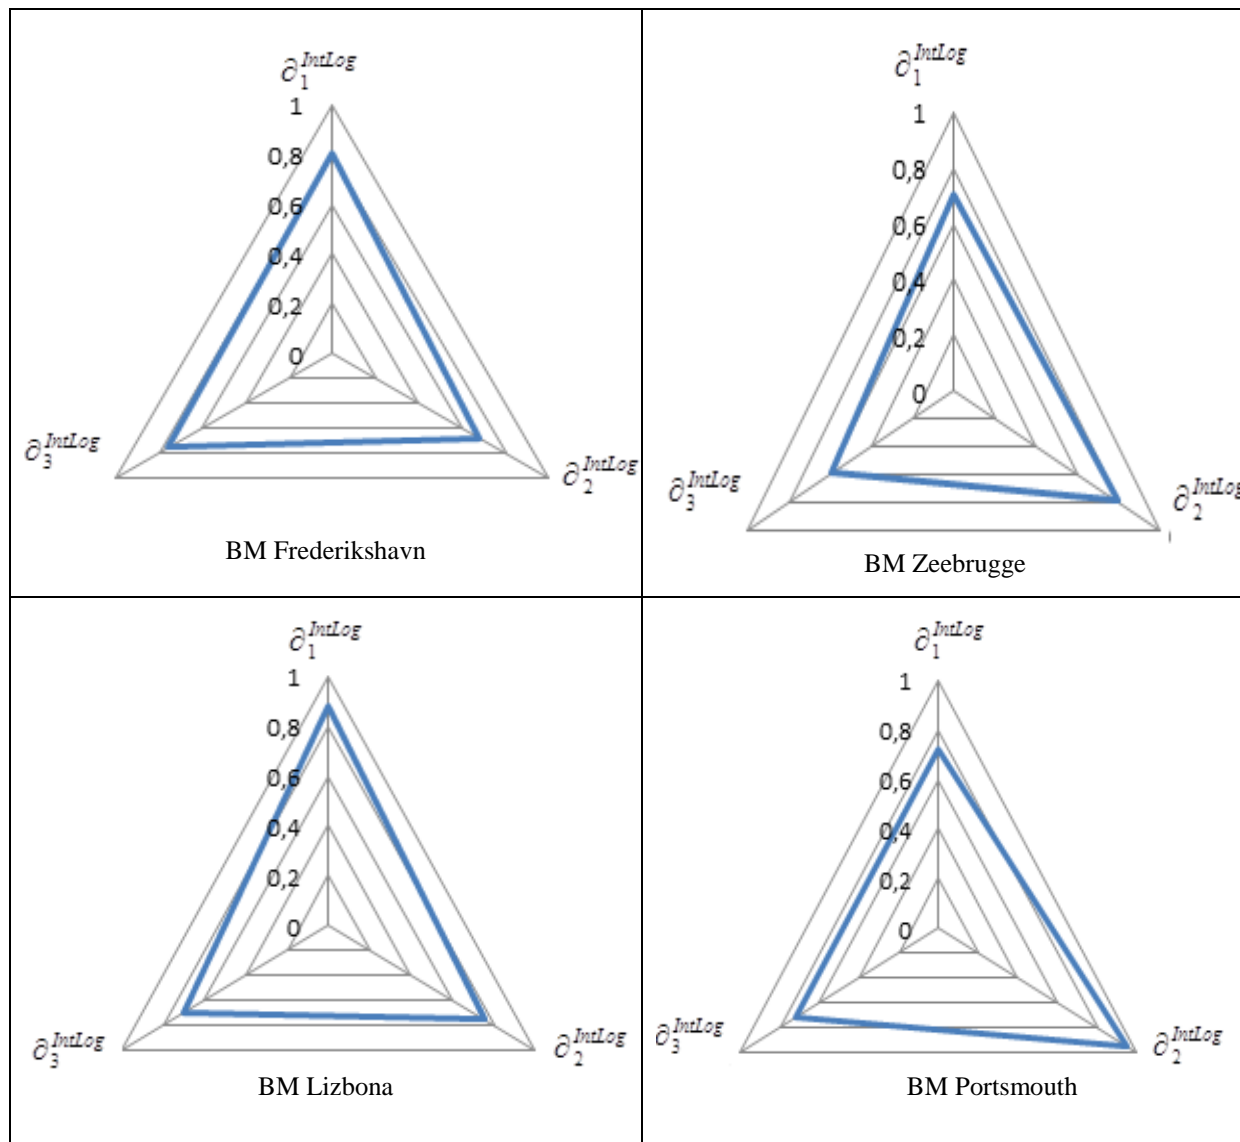 ∂₁^IntLog
1
0,8
0,6
0,4
0,2
0
∂₃^IntLog
∂₂^IntLog
BM Frederikshavn
∂₁^IntLog
1
0,8
0,6
0,4
0,2
0
∂₃^IntLog
∂₂^IntLog
BM Zeebrugge
∂₁^IntLog
1
0,8
0,6
0,4
0,2
0
∂₃^IntLog
∂₂^IntLog
BM Lizbona
∂₁^IntLog
1
0,8
0,6
0,4
0,2
0
∂₃^IntLog
∂₂^IntLog
BM Portsmouth